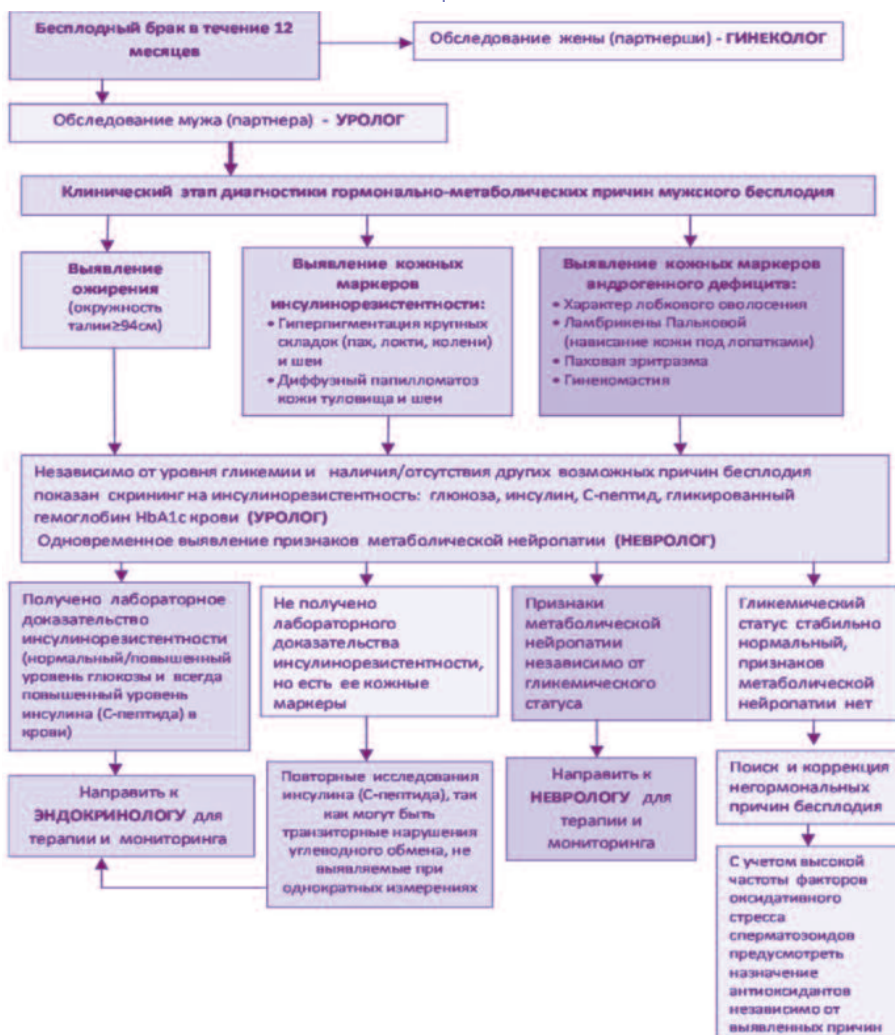 Бесплодный брак в течение 12
месяцев
Обследование жены (партнерши) - ГИНЕКОЛОГ
Обследование мужа (партнера) - УРОЛОГ
Клинический этап диагностики гормонально-метаболических причин мужского бесплодия
Выявление
ожирения
(окружность
талии≥94см)
Выявление кожных
маркеров
инсулинорезистентности:
• Гиперпигментация крупных
складок (пах, локти, колени)
и шеи
• Диффузный папилломатоз
кожи туловища и шеи
Выявление кожных маркеров
андрогенного дефицита:
• Характер лобкового оволосения
• Ламбрикены Пальковой
(нависание кожи под лопатками)
• Паховая эритразма
• Гинекомастия
Независимо от уровня гликемии и наличия/отсутствия других возможных причин бесплодия
показан скрининг на инсулинорезистентность: глюкоза, инсулин, С-пептид, гликированный
гемоглобин HbA1c крови (УРОЛОГ)
Одновременное выявление признаков метаболической нейропатии (НЕВРОЛОГ)
Получено лабораторное
доказательство
инсулинорезистентности
(нормальный/повышенный
уровень глюкозы и всегда
повышенный уровень
инсулина (С-пептида) в
крови)
Не получено
лабораторного
доказательства
инсулинорезистентности,
но есть ее кожные
маркеры
Признаки
метаболической
нейропатии
независимо от
гликемического
статуса
Гликемический
статус стабильно
нормальный,
признаков
метаболической
нейропатии нет
Направить к
ЭНДОКРИНОЛОГУ для
терапии и мониторинга
Повторные исследования
инсулина (С-пептида), так
как могут быть
транзиторные нарушения
углеводного обмена, не
выявляемые при
однократных измерениях
Направить к
НЕВРОЛОГУ для
терапии и
мониторинга
Поиск и коррекция
негормональных
причин бесплодия
С учетом высокой
частоты факторов
оксидативного
стресса
сперматозоидов
предусмотреть
назначение
антиоксидантов
независимо от
выявленных причин